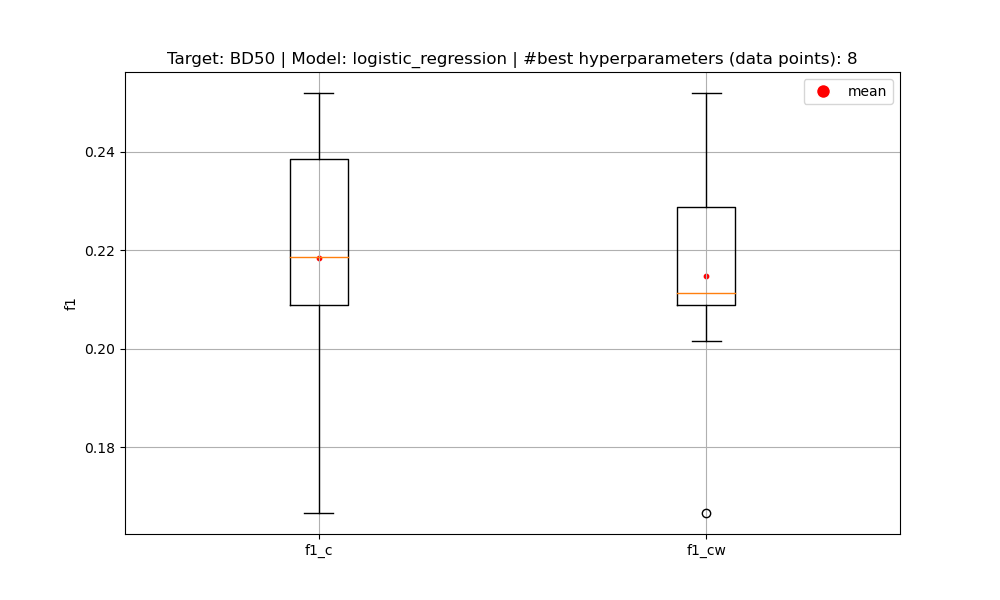 Target: BD50 | Model: logistic_regression | #best hyperparameters (data points): 8
mean
0.24
0.22
0.20
0.18
f1
f1_c
f1_cw